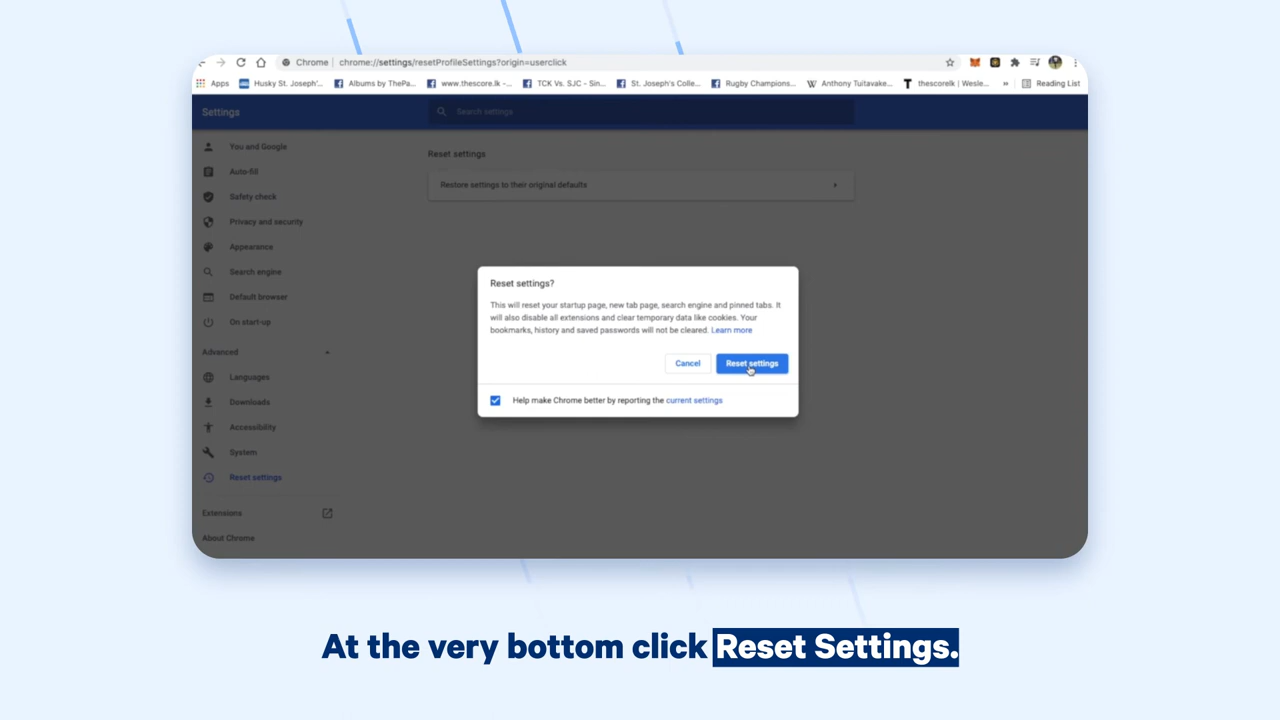 Chrome | chrome://settings/resetProfileSettings?origin=userclick
Apps
Husky St. Joseph'...
Albums by ThePa...
www.thescore.lk -...
TCK Vs. SJC - Sin...
St. Joseph's Colle...
Rugby Champions...
Anthony Tuitavake...
thescorelk | Wesle...
»
Reading List
Settings
Search settings
You and Google
Auto-fill
Safety check
Privacy and security
Appearance
Search engine
Default browser
On start-up
Advanced
Languages
Downloads
Accessibility
System
Reset settings
Extensions
About Chrome
Reset settings
Restore settings to their original defaults
Reset settings?
This will reset your startup page, new tab page, search engine and pinned tabs. It
will also disable all extensions and clear temporary data like cookies. Your
bookmarks, history and saved passwords will not be cleared. Learn more
Cancel
Reset settings
Help make Chrome better by reporting the current settings
At the very bottom click Reset Settings.